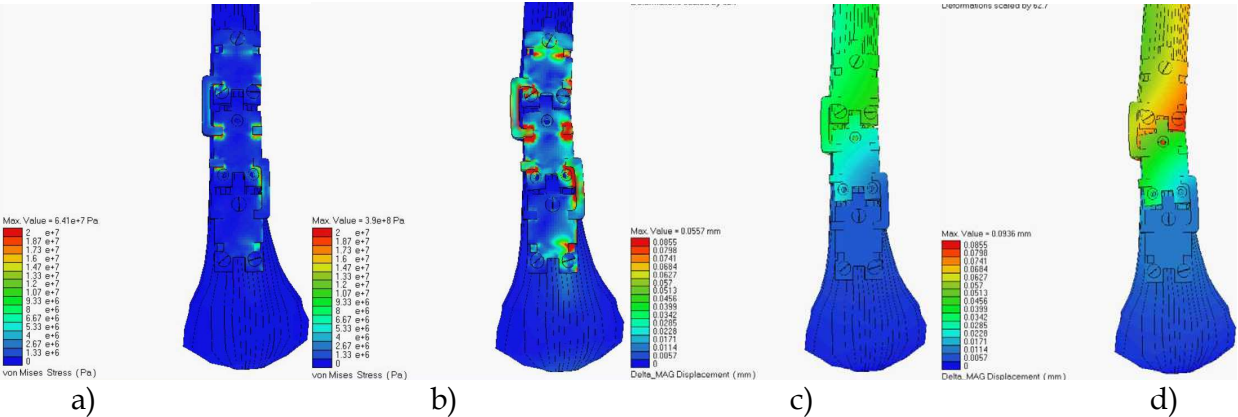 Deformations scaled by 62.7
Max. Value = 6.41e+7 Pa
2 e+7
1.87 e+7
1.73 e+7
1.6 e+7
1.47 e+7
1.33 e+7
1.2 e+7
1.07 e+7
9.33 e+6
8 e+6
6.67 e+6
5.33 e+6
4 e+6
2.67 e+6
1.33 e+6
0
von Mises Stress (Pa)
Max. Value = 3.9e+8 Pa
2 e+7
1.87 e+7
1.73 e+7
1.6 e+7
1.47 e+7
1.33 e+7
1.2 e+7
1.07 e+7
9.33 e+6
8 e+6
6.67 e+6
5.33 e+6
4 e+6
2.67 e+6
1.33 e+6
0
von Mises Stress (Pa)
Max. Value = 0.0557 mm
0.0855
0.0798
0.0741
0.0684
0.0627
0.057
0.0513
0.0456
0.0399
0.0342
0.0285
0.0228
0.0171
0.0114
0.0057
0
Delta_MAG Displacement (mm)
Max. Value = 0.0936 mm
0.0855
0.0798
0.0741
0.0684
0.0627
0.057
0.0513
0.0456
0.0399
0.0342
0.0285
0.0228
0.0171
0.0114
0.0057
0
Delta_MAG Displacement (mm)
a)
b)
c)
d)